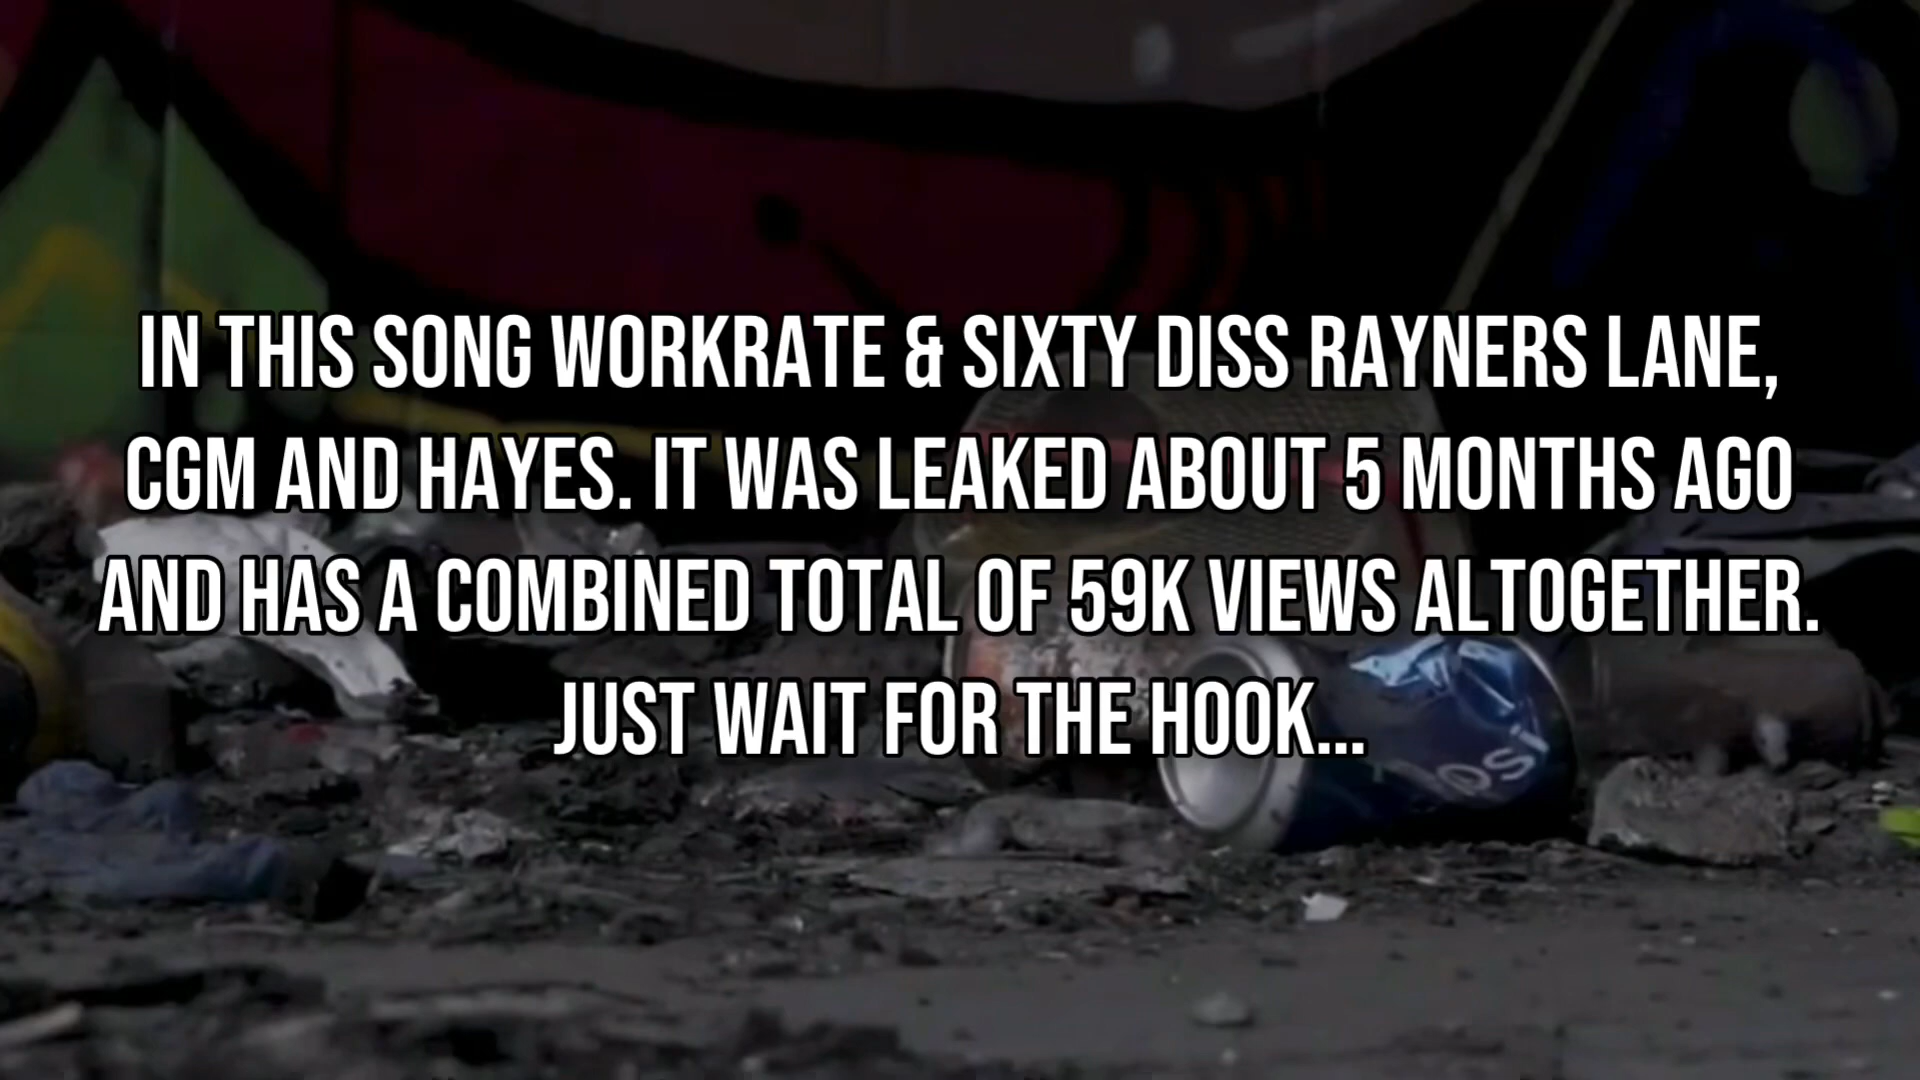 IN THIS SONG WORKRATE & SIXTY DISS RAYNERS LANE,
CGM AND HAYES. IT WAS LEAKED ABOUT 5 MONTHS AGO
AND HAS A COMBINED TOTAL OF 59K VIEWS ALTOGETHER.
JUST WAIT FOR THE HOOK...
psi